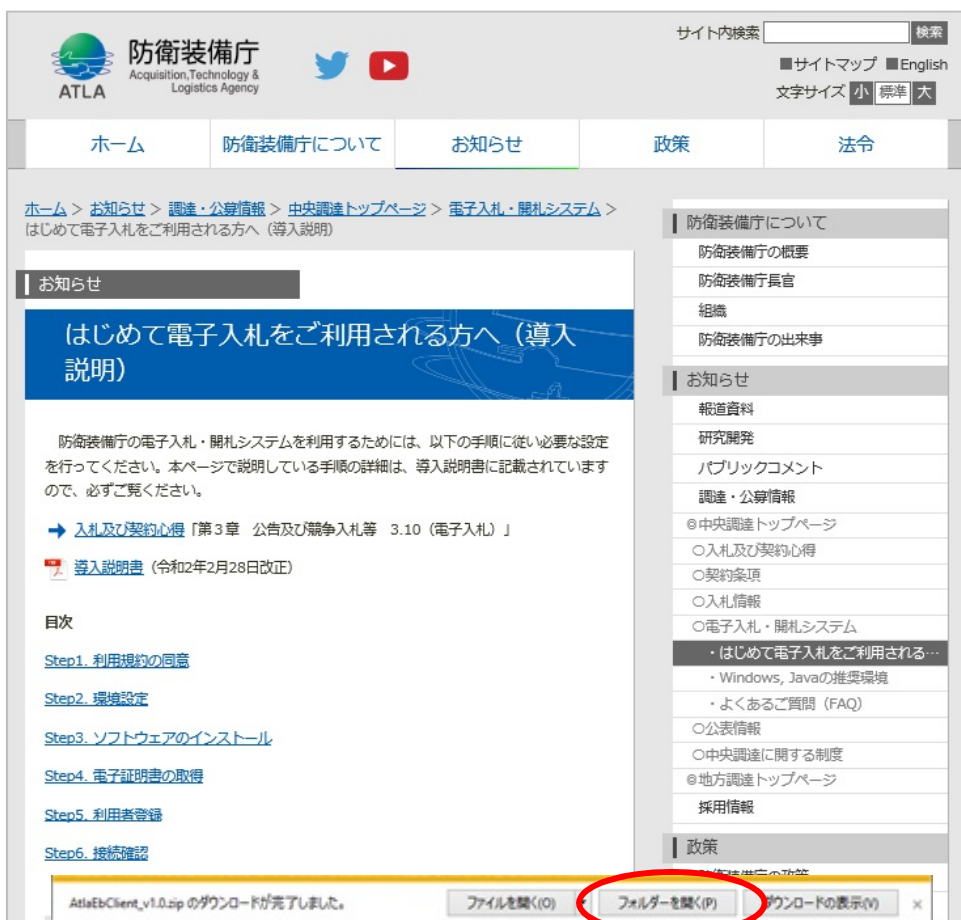 防衛装備庁
Acquisition,Technology &
Logistics Agency
ATLA
サイト内検索
検索
■サイトマップ ■English
文字サイズ 小 標準 大
ホーム 防衛装備庁について お知らせ 政策 法令
ホーム > お知らせ > 調達・公募情報 > 中央調達トップページ > 電子入札・開札システム >
はじめて電子入札をご利用される方へ（導入説明）
お知らせ
はじめて電子入札をご利用される方へ（導入
説明）
防衛装備庁の電子入札・開札システムを利用するためには、以下の手順に従い必要な設定
を行ってください。本ページで説明している手順の詳細は、導入説明書に記載されています
ので、必ずご覧ください。
入札及び契約心得「第３章　公告及び競争入札等　3.10（電子入札）」
導入説明書（令和2年2月28日改正）
目次
Step1. 利用規約の同意
Step2. 環境設定
Step3. ソフトウェアのインストール
Step4. 電子証明書の取得
Step5. 利用者登録
Step6. 接続確認
防衛装備庁について
防衛装備庁の概要
防衛装備庁長官
組織
防衛装備庁の出来事
お知らせ
報道資料
研究開発
パブリックコメント
調達・公募情報
◎中央調達トップページ
○入札及び契約心得
○契約条項
○入札情報
○電子入札・開札システム
・はじめて電子入札をご利用される…
・Windows, Javaの推奨環境
・よくあるご質問（FAQ）
○公表情報
○中央調達に関する制度
◎地方調達トップページ
採用情報
政策
防衛装備庁の政策
AtlaEbClient_v1.0.zip のダウンロードが完了しました。 ファイルを開く(O) フォルダーを開く(P) ダウンロードの表示(V) ×